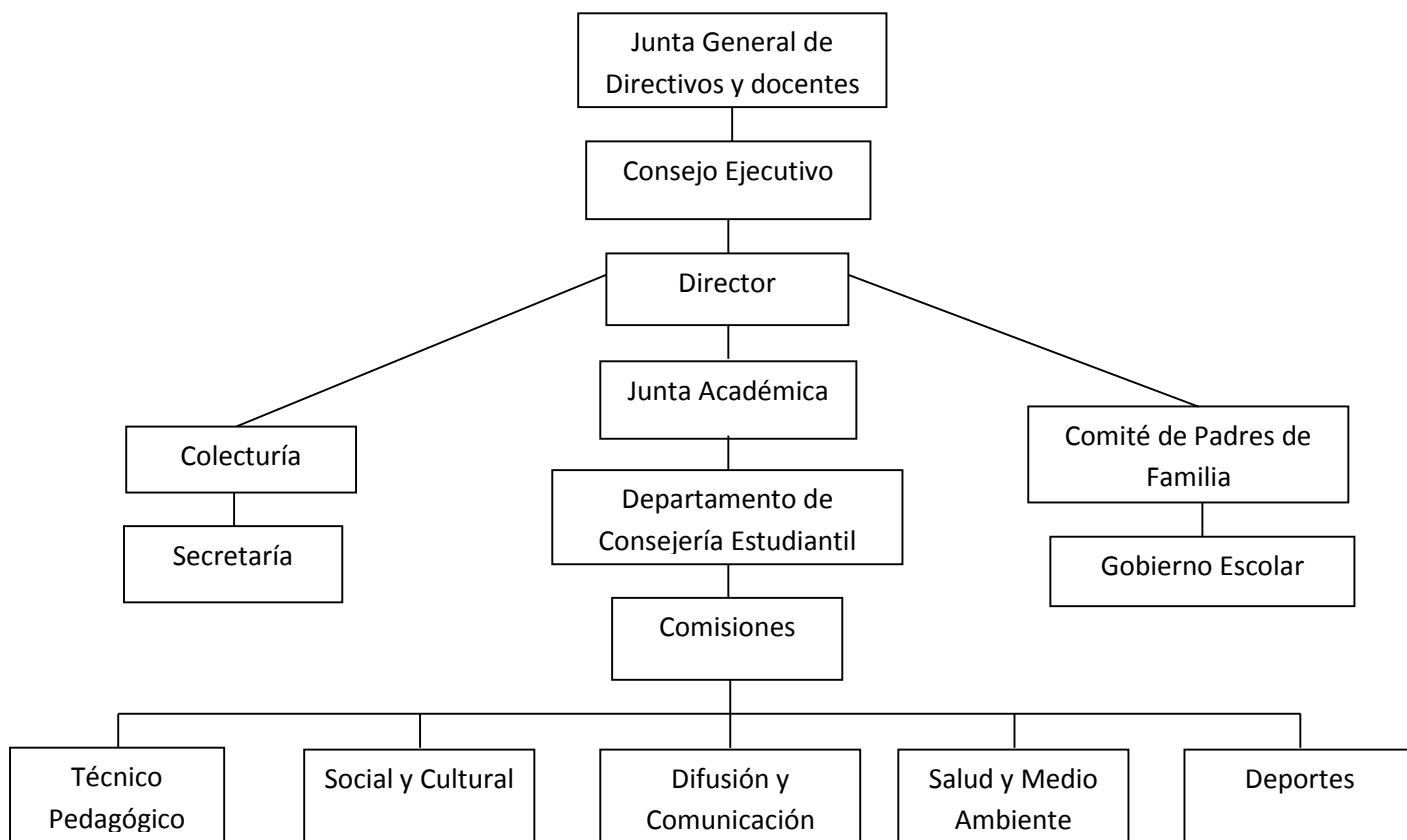 Junta General de
Directivos y docentes
Consejo Ejecutivo
Director
Junta Académica
Colecturía
Comité de Padres de
Familia
Departamento de
Consejería Estudiantil
Secretaría
Gobierno Escolar
Comisiones
Técnico
Pedagógico
Social y Cultural
Difusión y
Comunicación
Salud y Medio
Ambiente
Deportes